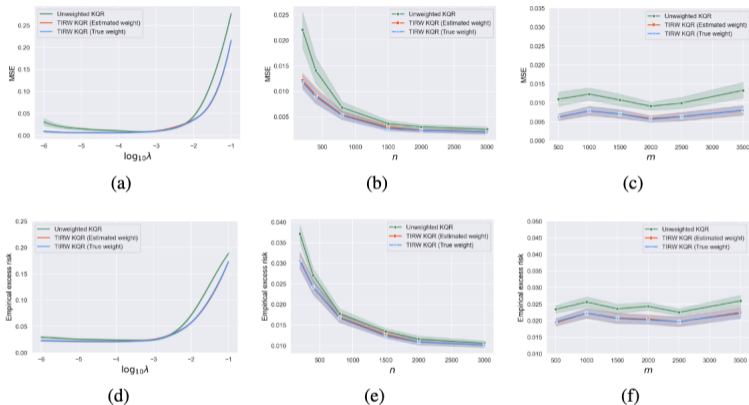 Unweighted KQR
TIRW KQR (Estimated weight)
TIRW KQR (True weight)
MSE
0.25
0.20
0.15
0.10
0.05
0.00
−6 −5 −4 −3 −2 −1
log₁₀λ
(a)
Unweighted KQR
TIRW KQR (Estimated weight)
TIRW KQR (True weight)
MSE
0.025
0.020
0.015
0.010
0.005
500 1000 1500 2000 2500 3000
n
(b)
Unweighted KQR
TIRW KQR (Estimated weight)
TIRW KQR (True weight)
MSE
0.035
0.030
0.025
0.020
0.015
0.010
0.005
0.000
500 1000 1500 2000 2500 3500
m
(c)
Unweighted KQR
TIRW KQR (Estimated weight)
TIRW KQR (True weight)
Empirical excess risk
0.25
0.20
0.15
0.10
0.05
0.00
−6 −5 −4 −3 −2 −1
log₁₀λ
(d)
Unweighted KQR
TIRW KQR (Estimated weight)
TIRW KQR (True weight)
Empirical excess risk
0.040
0.035
0.030
0.025
0.020
0.015
0.010
500 1000 1500 2000 2500 3000
n
(e)
Unweighted KQR
TIRW KQR (Estimated weight)
TIRW KQR (True weight)
Empirical excess risk
0.050
0.045
0.040
0.035
0.030
0.025
0.020
0.015
0.010
500 1000 1500 2000 2500 3500
m
(f)